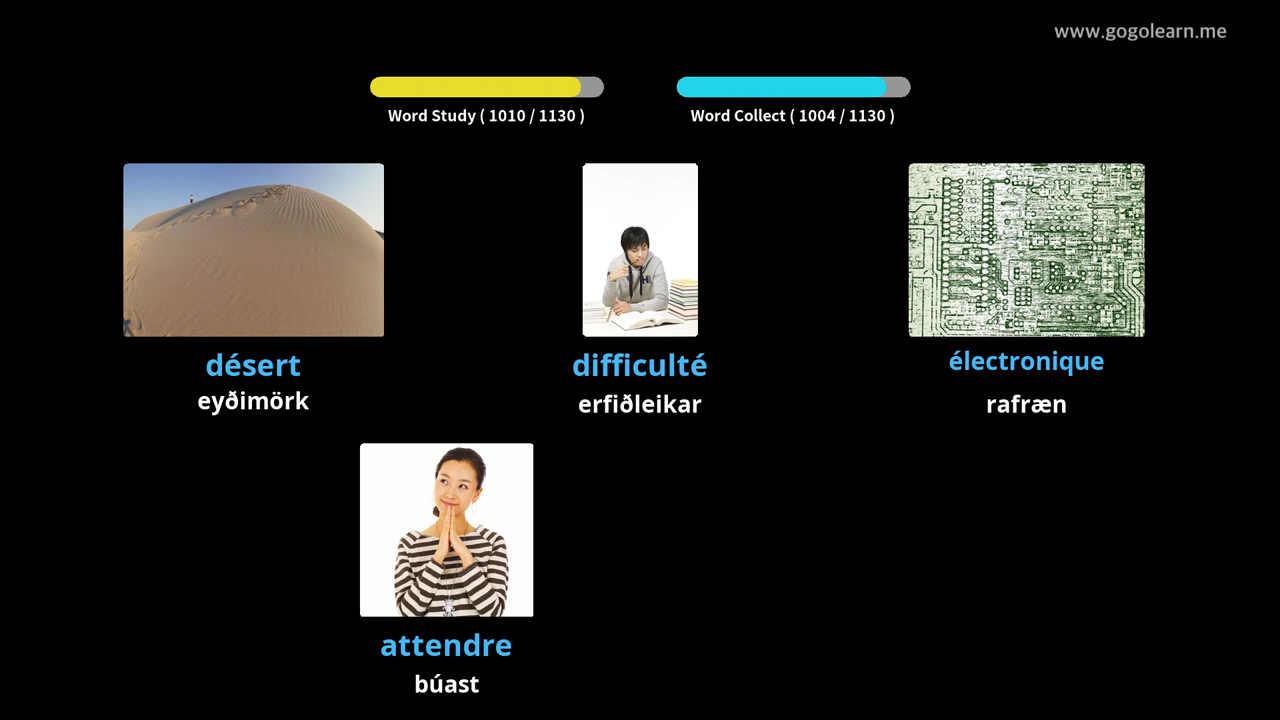 www.gogolearn.me
Word Study ( 1010 / 1130 )
Word Collect ( 1004 / 1130 )
désert
eyðimörk
difficulté
erfiðleikar
électronique
rafræn
attendre
búast